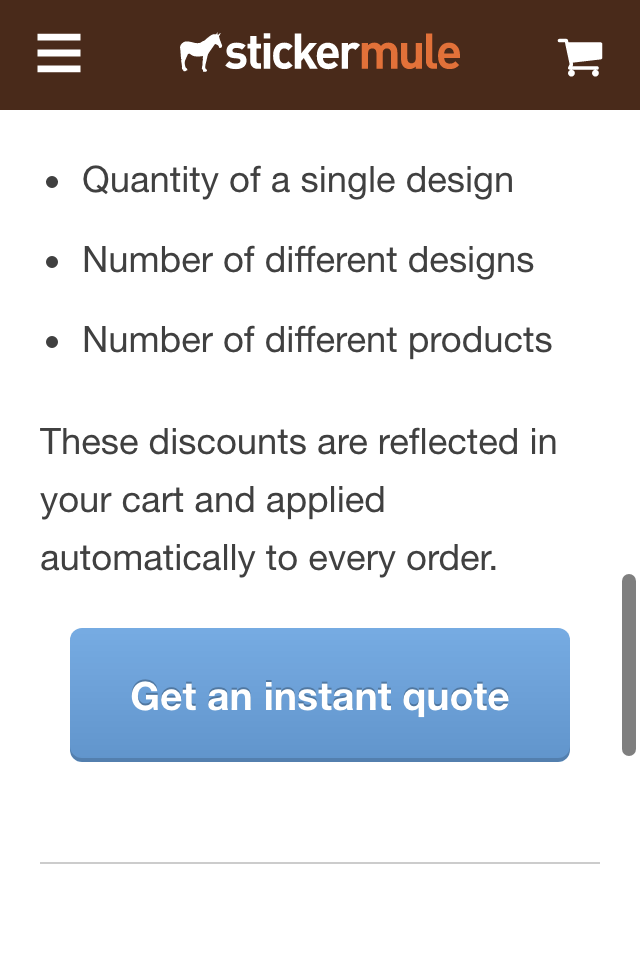 stickermule
Quantity of a single design
Number of different designs
Number of different products
These discounts are reflected in
your cart and applied
automatically to every order.
Get an instant quote